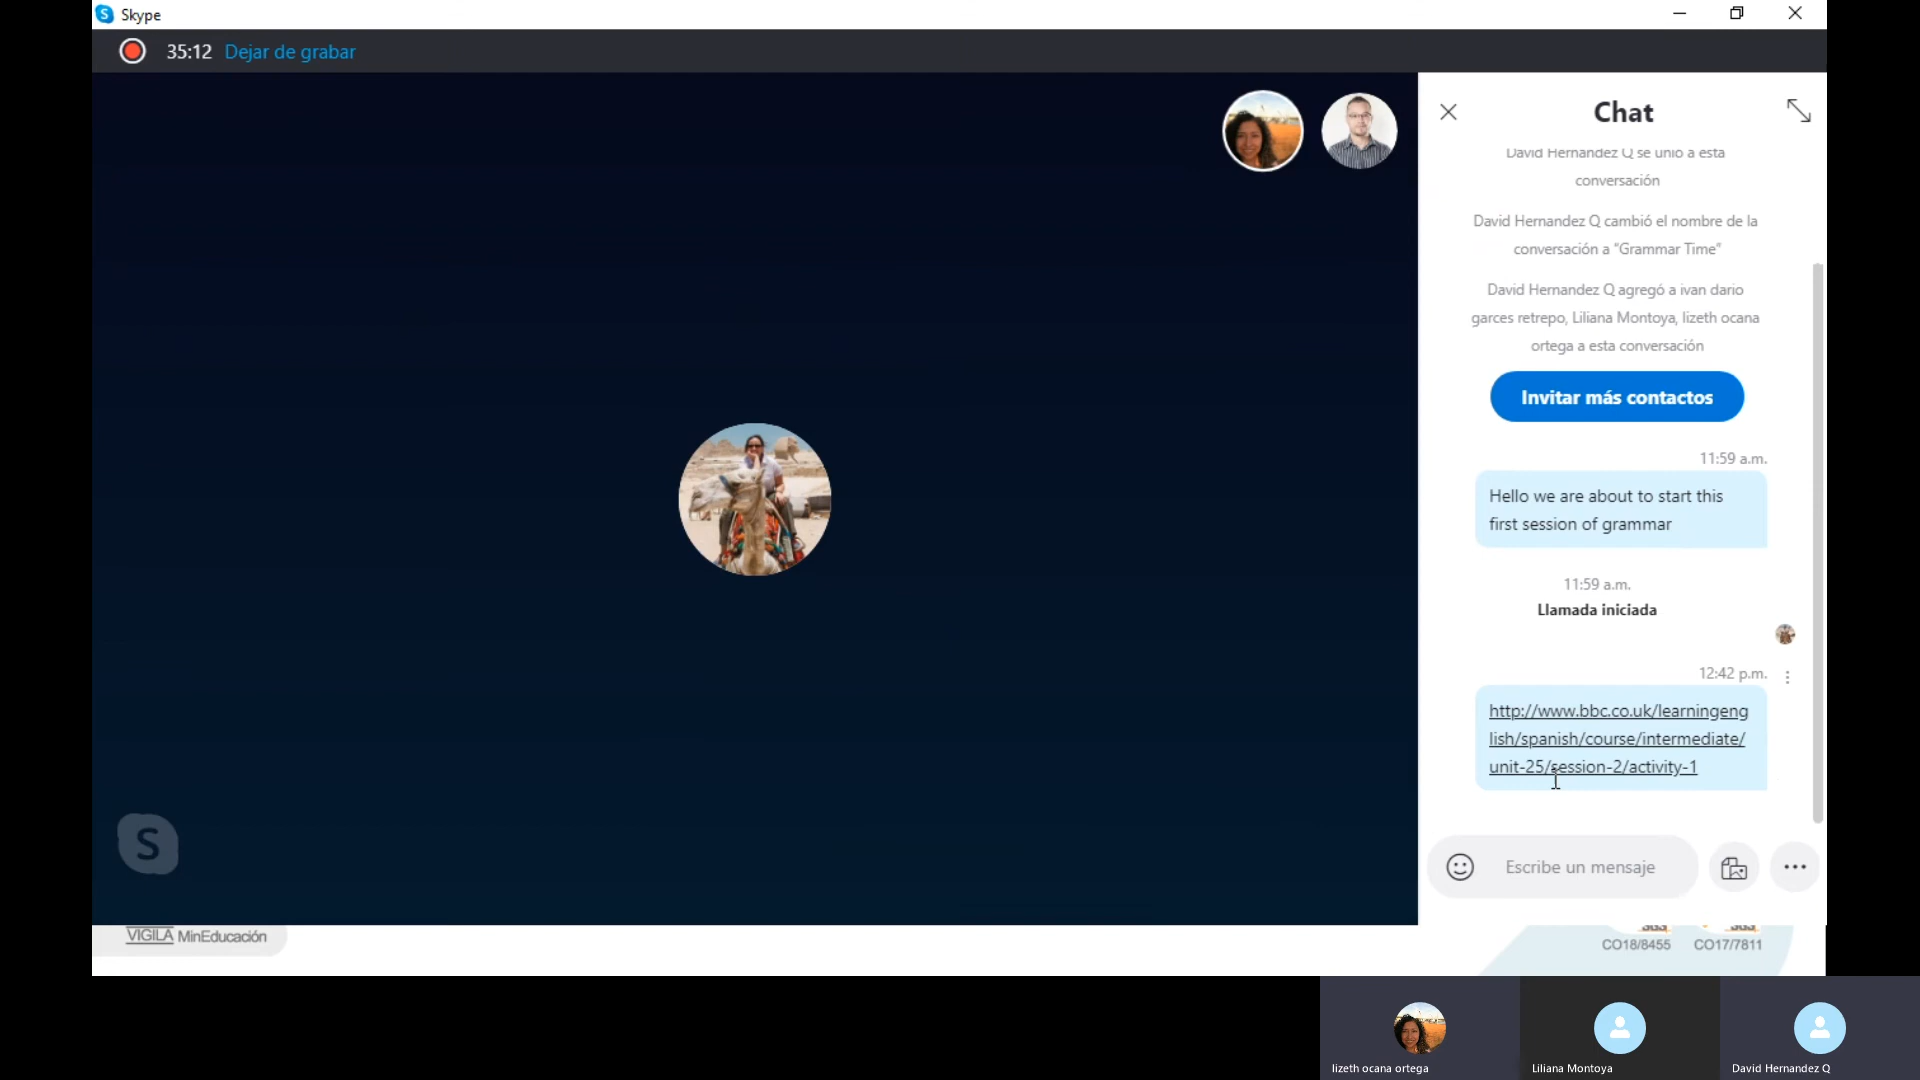 Skype
35:12 Dejar de grabar
Chat
David Hernandez Q se unió a esta
conversación
David Hernandez Q cambió el nombre de la
conversación a “Grammar Time”
David Hernandez Q agregó a ivan dario
garces retrepo, Liliana Montoya, lizeth ocana
ortega a esta conversación
Invitar más contactos
11:59 a.m.
Hello we are about to start this
first session of grammar
11:59 a.m.
Llamada iniciada
12:42 p.m.
http://www.bbc.co.uk/learningeng
lish/spanish/course/intermediate/
unit-25/session-2/activity-1
Escribe un mensaje
VIGILA MinEducación
SGS SGS
CO18/8455 CO17/7811
lizeth ocana ortega
Liliana Montoya
David Hernandez Q